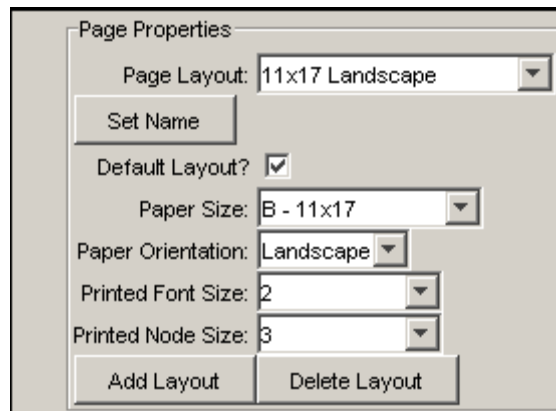 Page Properties
Page Layout: 11x17 Landscape
Set Name
Default Layout?
Paper Size: B - 11x17
Paper Orientation: Landscape
Printed Font Size: 2
Printed Node Size: 3
Add Layout Delete Layout